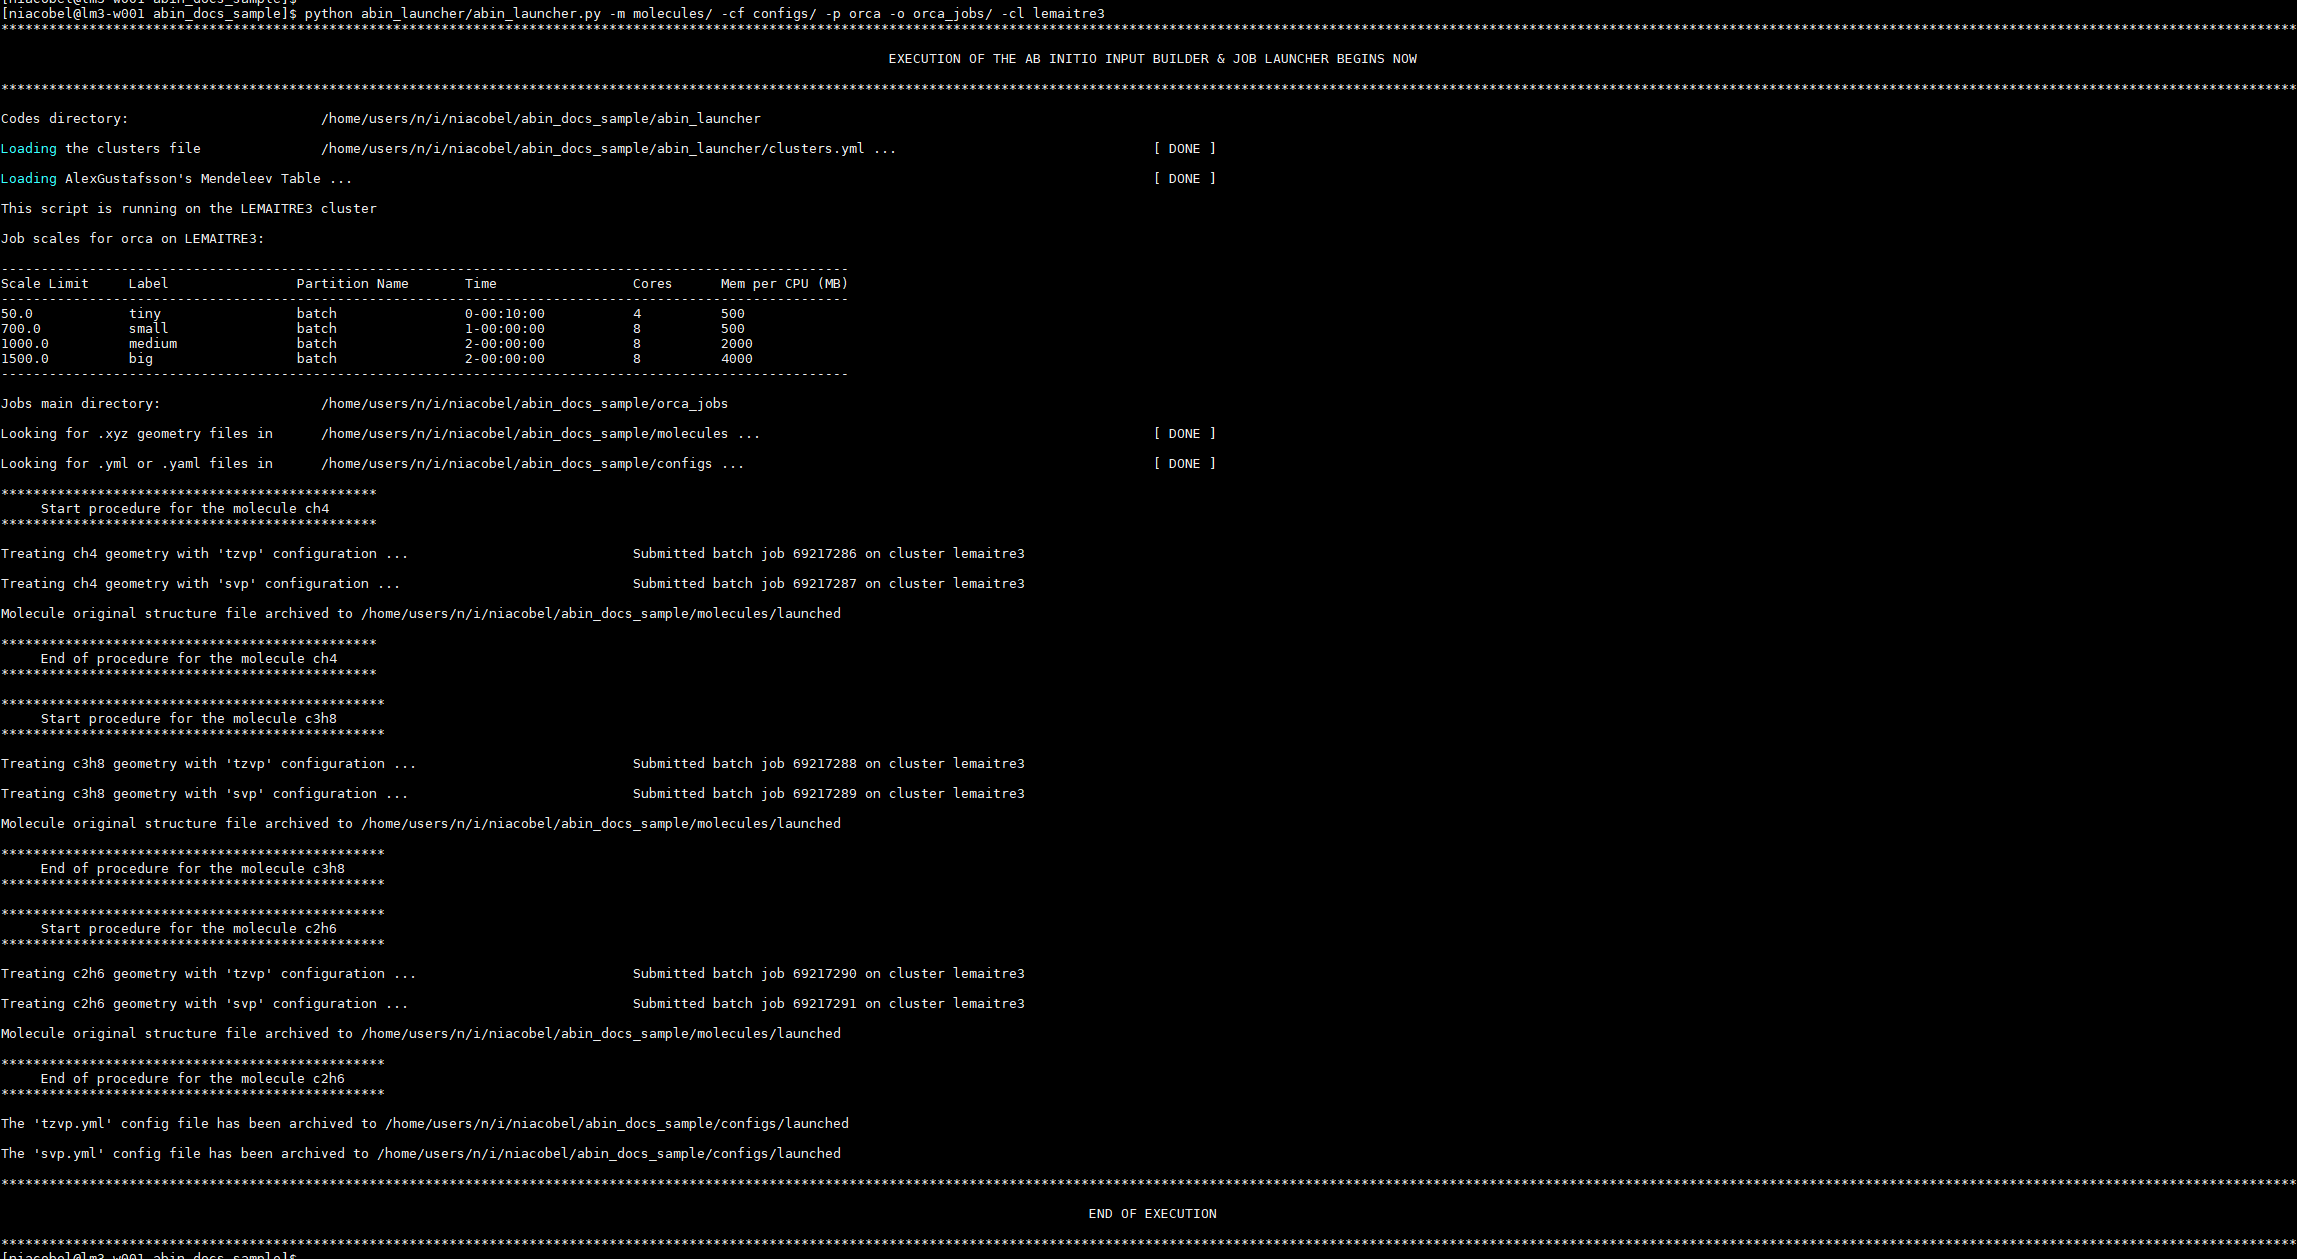 [niacobel@lm3-w001 abin_docs_sample]$
[niacobel@lm3-w001 abin_docs_sample]$ python abin_launcher/abin_launcher.py -m molecules/ -cf configs/ -p orca -o orca_jobs/ -cl lemaitre3
EXECUTION OF THE AB INITIO INPUT BUILDER & JOB LAUNCHER BEGINS NOW
Codes directory: /home/users/n/i/niacobel/abin_docs_sample/abin_launcher
Loading the clusters file /home/users/n/i/niacobel/abin_docs_sample/abin_launcher/clusters.yml ... [ DONE ]
Loading AlexGustafsson's Mendeleev Table ... [ DONE ]
This script is running on the LEMAITRE3 cluster
Job scales for orca on LEMAITRE3:
---------------------------------------------------------------------------------------------------------- 
Scale Limit Label Partition Name Time Cores Mem per CPU (MB)
----------------------------------------------------------------------------------------------------------
50.0 tiny batch 0-00:10:00 4 500
700.0 small batch 1-00:00:00 8 500
1000.0 medium batch 2-00:00:00 8 2000
1500.0 big batch 2-00:00:00 8 4000
----------------------------------------------------------------------------------------------------------
Jobs main directory: /home/users/n/i/niacobel/abin_docs_sample/orca_jobs
Looking for .xyz geometry files in /home/users/n/i/niacobel/abin_docs_sample/molecules ... [ DONE ]
Looking for .yml or .yaml files in /home/users/n/i/niacobel/abin_docs_sample/configs ... [ DONE ]
***********************************************
Start procedure for the molecule ch4
***********************************************
Treating ch4 geometry with 'tzvp' configuration ... Submitted batch job 69217286 on cluster lemaitre3
Treating ch4 geometry with 'svp' configuration ... Submitted batch job 69217287 on cluster lemaitre3
Molecule original structure file archived to /home/users/n/i/niacobel/abin_docs_sample/molecules/launched
***********************************************
End of procedure for the molecule ch4
***********************************************
************************************************
Start procedure for the molecule c3h8
************************************************
Treating c3h8 geometry with 'tzvp' configuration ... Submitted batch job 69217288 on cluster lemaitre3
Treating c3h8 geometry with 'svp' configuration ... Submitted batch job 69217289 on cluster lemaitre3
Molecule original structure file archived to /home/users/n/i/niacobel/abin_docs_sample/molecules/launched
************************************************
End of procedure for the molecule c3h8
************************************************
************************************************
Start procedure for the molecule c2h6
************************************************
Treating c2h6 geometry with 'tzvp' configuration ... Submitted batch job 69217290 on cluster lemaitre3
Treating c2h6 geometry with 'svp' configuration ... Submitted batch job 69217291 on cluster lemaitre3
Molecule original structure file archived to /home/users/n/i/niacobel/abin_docs_sample/molecules/launched
************************************************
End of procedure for the molecule c2h6
************************************************
The 'tzvp.yml' config file has been archived to /home/users/n/i/niacobel/abin_docs_sample/configs/launched
The 'svp.yml' config file has been archived to /home/users/n/i/niacobel/abin_docs_sample/configs/launched
END OF EXECUTION
[niacobel@lm3-w001 abin_docs_sample]$